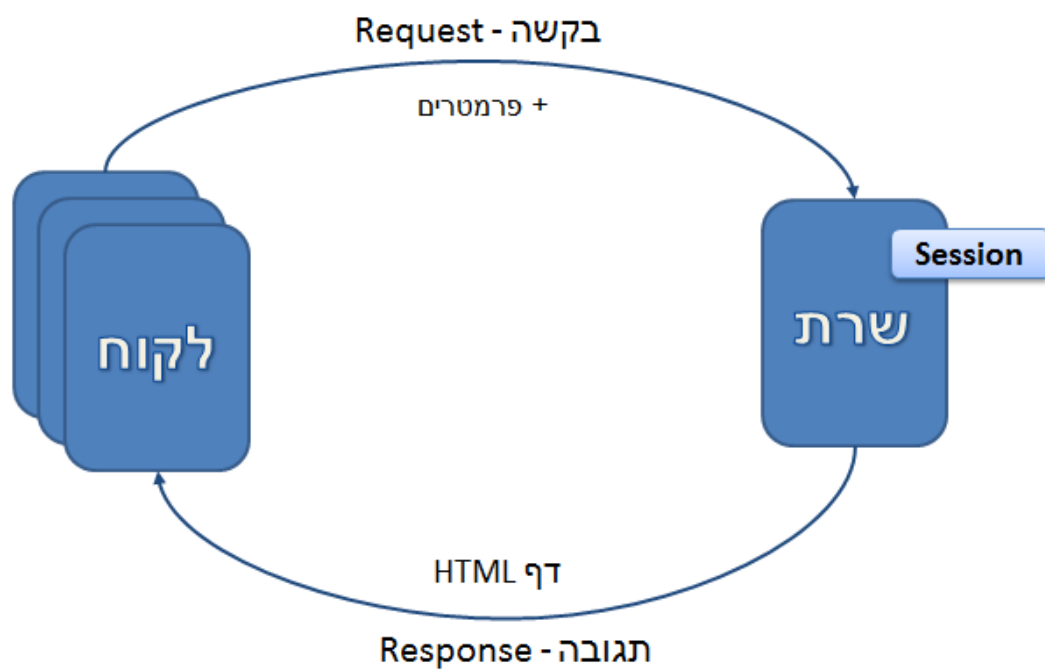 בקשה - Request
+ פרמטרים
Session
שרת
לקוח
דף HTML
תגובה - Response